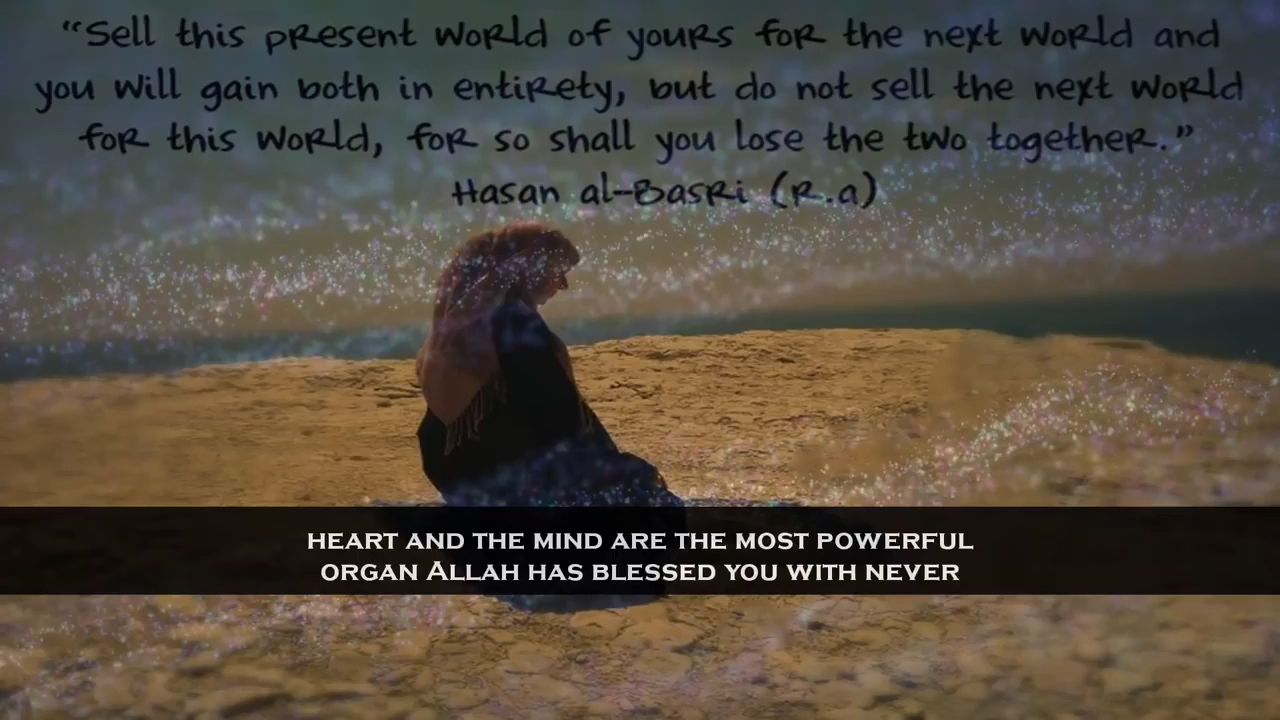 “Sell this present world of yours for the next world and
you will gain both in entirety, but do not sell the next world
for this world, for so shall you lose the two together.”
Hasan al-Basri (R.a)
HEART AND THE MIND ARE THE MOST POWERFUL
ORGAN ALLAH HAS BLESSED YOU WITH NEVER